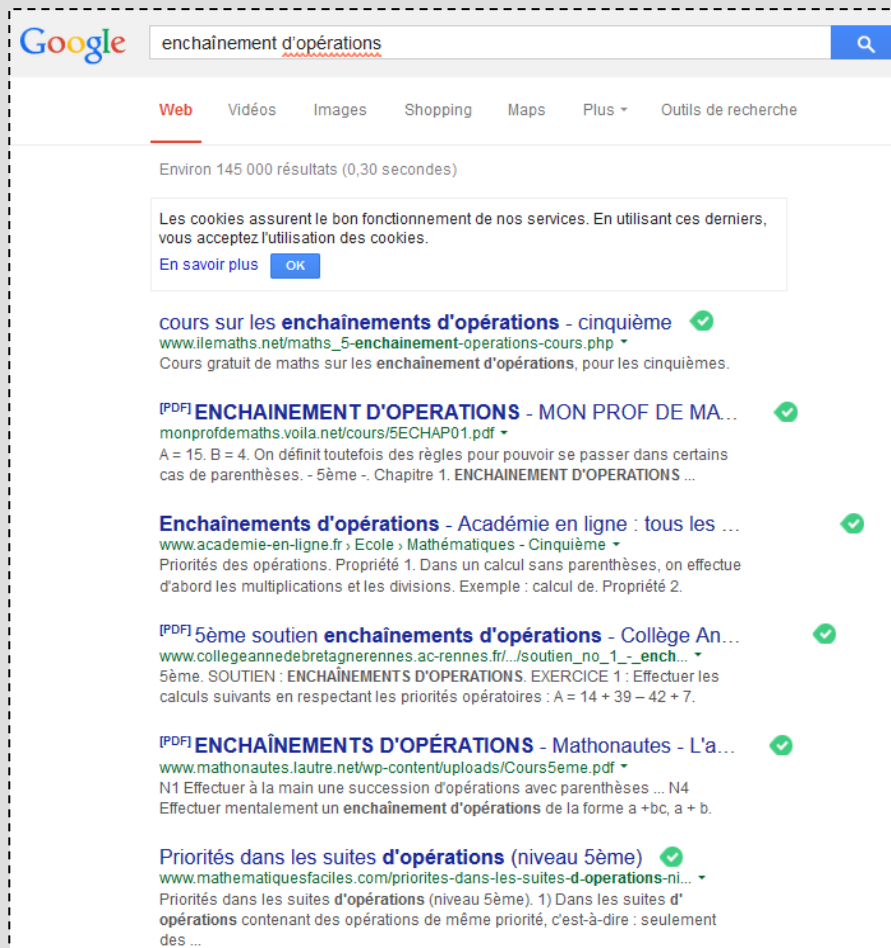 Google enchaînement d'opérations
Web Vidéos Images Shopping Maps Plus Outils de recherche
Environ 145 000 résultats (0,30 secondes)
Les cookies assurent le bon fonctionnement de nos services. En utilisant ces derniers,
vous acceptez l'utilisation des cookies.
En savoir plus OK
cours sur les enchaînements d'opérations - cinquième
www.ilemaths.net/maths_5-enchainement-operations-cours.php
Cours gratuit de maths sur les enchaînement d'opérations, pour les cinquièmes.
[PDF] ENCHAINEMENT D'OPERATIONS - MON PROF DE MA...
monprofdemaths.voila.net/cours/5ECHAP01.pdf
A = 15. B = 4. On définit toutefois des règles pour pouvoir se passer dans certains
cas de parenthèses. - 5ème -. Chapitre 1. ENCHAINEMENT D'OPERATIONS ...
Enchaînements d'opérations - Académie en ligne : tous les ...
www.academie-en-ligne.fr › Ecole › Mathématiques - Cinquième
Priorités des opérations. Propriété 1. Dans un calcul sans parenthèses, on effectue
d'abord les multiplications et les divisions. Exemple : calcul de. Propriété 2.
[PDF] 5ème soutien enchaînements d'opérations - Collège An...
www.collegeannedebretagnerennes.ac-rennes.fr/.../soutien_no_1_-_ench...
5ème. SOUTIEN : ENCHAÎNEMENTS D'OPERATIONS. EXERCICE 1 : Effectuer les
calculs suivants en respectant les priorités opératoires : A = 14 + 39 – 42 + 7.
[PDF] ENCHAÎNEMENTS D'OPÉRATIONS - Mathonautes - L'a...
www.mathonautes.lautre.net/wp-content/uploads/Cours5eme.pdf
N1 Effectuer à la main une succession d'opérations avec parenthèses ... N4
Effectuer mentalement un enchaînement d'opérations de la forme a +bc, a + b.
Priorités dans les suites d'opérations (niveau 5ème)
www.mathematiquesfaciles.com/priorites-dans-les-suites-d-operations-ni...
Priorités dans les suites d'opérations (niveau 5ème). 1) Dans les suites d'
opérations contenant des opérations de même priorité, c'est-à-dire : seulement
des ...